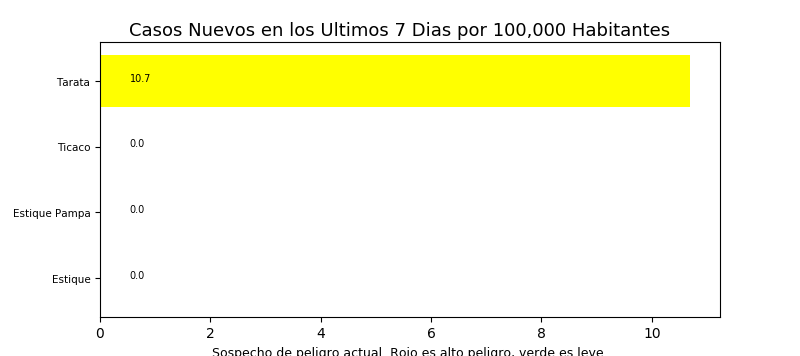 Casos Nuevos en los Ultimos 7 Dias por 100,000 Habitantes
Tarata 10.7
Ticaco 0.0
Estique Pampa 0.0
Estique 0.0
0 2 4 6 8 10
Sospecho de peligro actual. Rojo es alto peligro, verde es leve